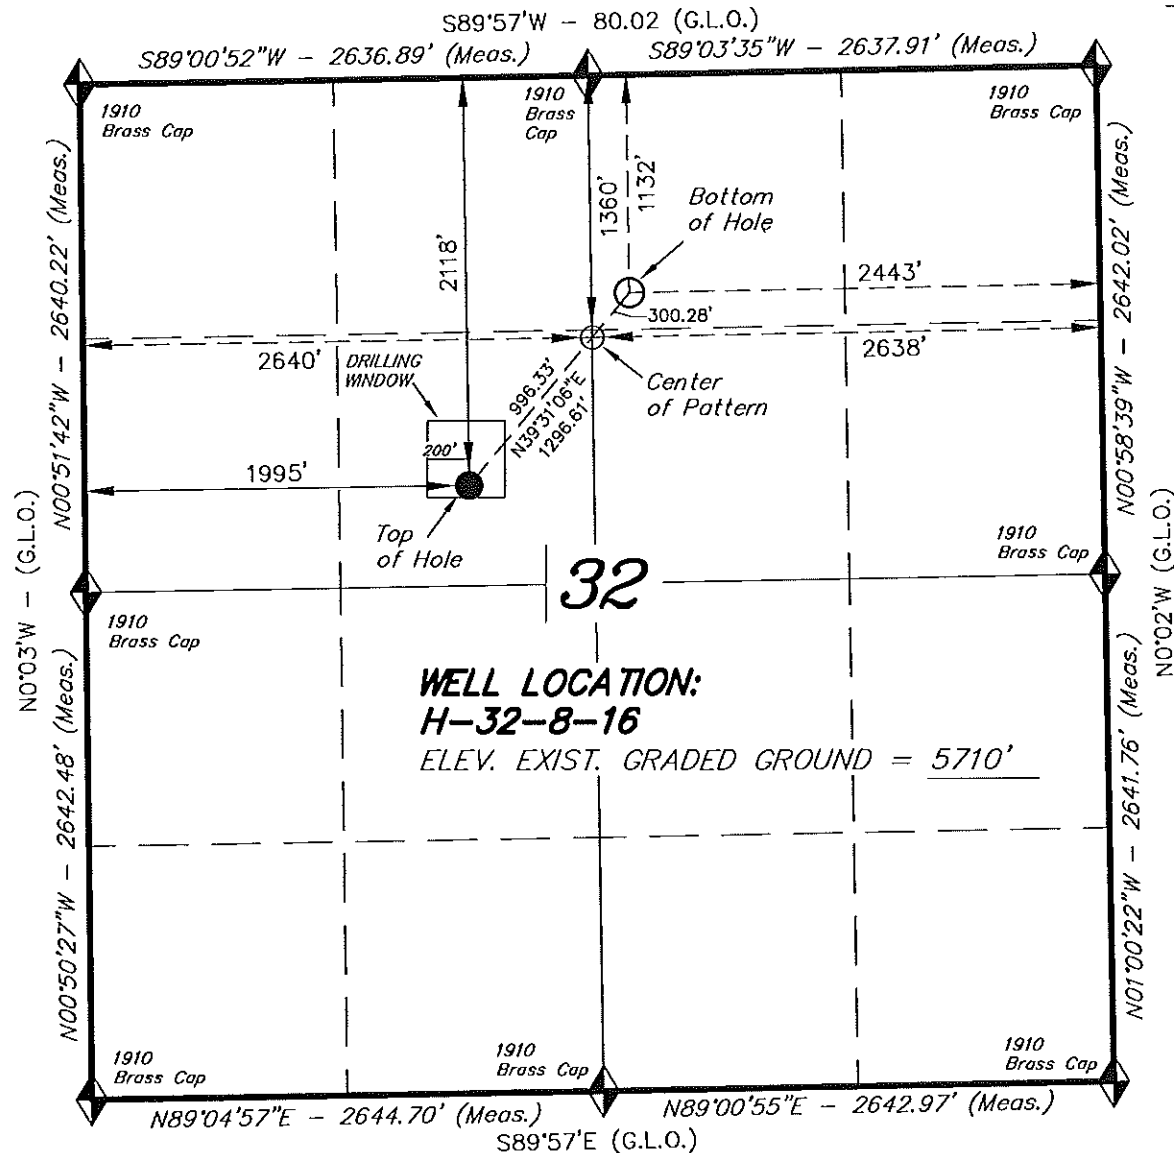 S89°57'W - 80.02 (G.L.O.)
S89°00'52"W - 2636.89' (Meas.)
S89°03'35"W - 2637.91' (Meas.)
1910
Brass Cap
1910
Brass
Cap
1910
Brass Cap
N00°51'42"W - 2640.22' (Meas.)
N00°58'39"W - 2642.02' (Meas.)
1360'
1132'
2118'
Bottom
of Hole
2443'
300.28'
2640'
2638'
DRILLING
WINDOW
Center
of Pattern
996.33'
N39°31'06"E
1296.61'
200'
1995'
Top
of Hole
N0°03'W - (G.L.O.)
N0°02'W (G.L.O.)
1910
Brass Cap
32
1910
Brass Cap
WELL LOCATION:
H-32-8-16
ELEV. EXIST. GRADED GROUND = 5710'
N00°50'27"W - 2642.48' (Meas.)
N01°00'22"W - 2641.76' (Meas.)
1910
Brass Cap
1910
Brass Cap
1910
Brass Cap
N89°04'57"E - 2644.70' (Meas.)
N89°00'55"E - 2642.97' (Meas.)
S89°57'E (G.L.O.)